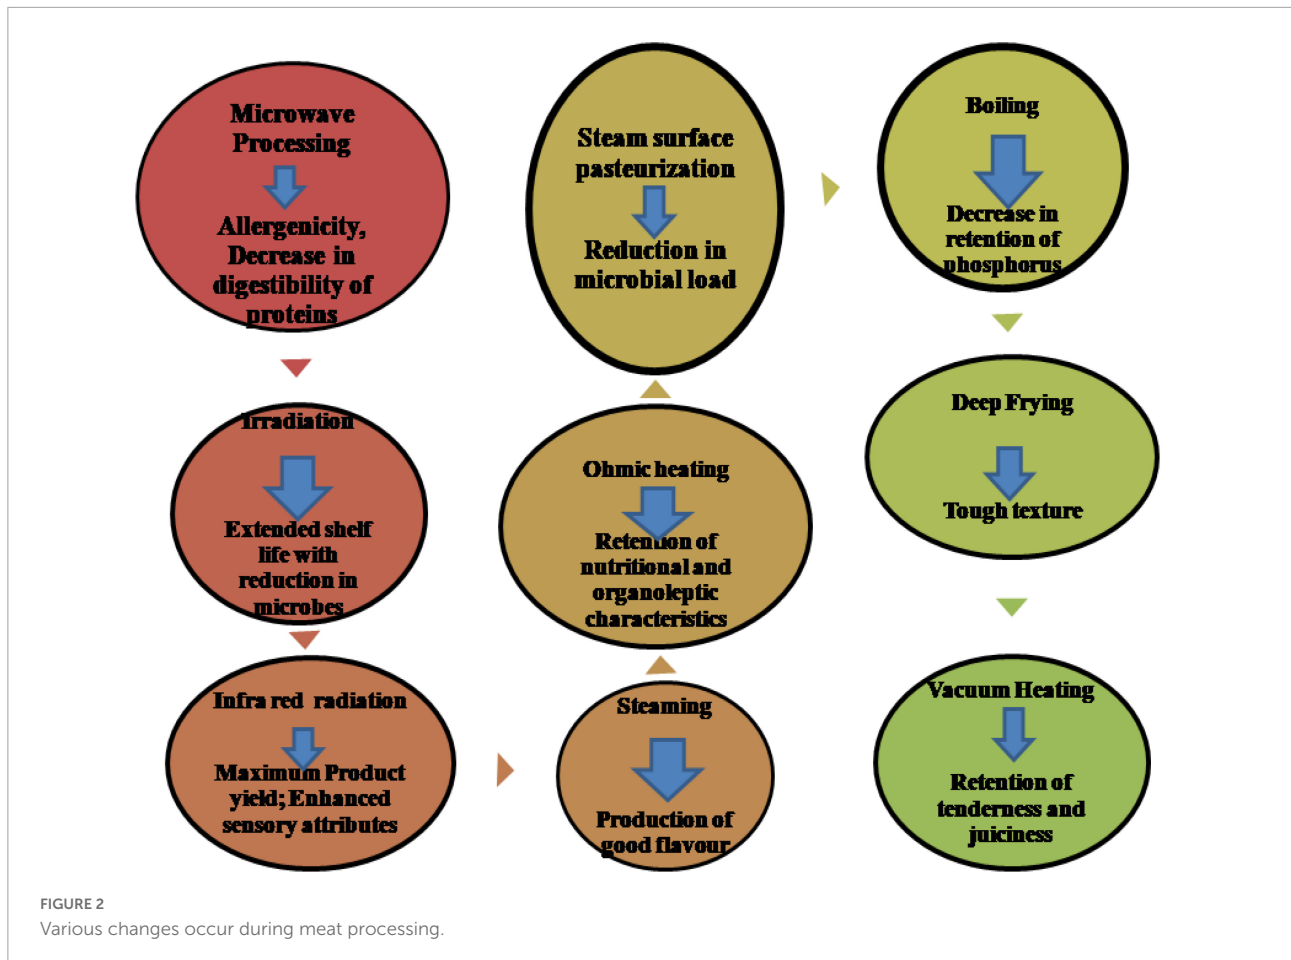 Microwave
Processing
Allergenicity,
Decrease in
digestibility of
proteins
Irradiation
Extended shelf
life with
reduction in
microbes
Infra red radiation
Maximum Product
yield; Enhanced
sensory attributes
Steaming
Production of
good flavour
Ohmic heating
Retention of
nutritional and
organoleptic
characteristics
Steam surface
pasteurization
Reduction in
microbial load
Boiling
Decrease in
retention of
phosphorus
Deep Frying
Tough texture
Vacuum Heating
Retention of
tenderness and
juiciness
FIGURE 2
Various changes occur during meat processing.